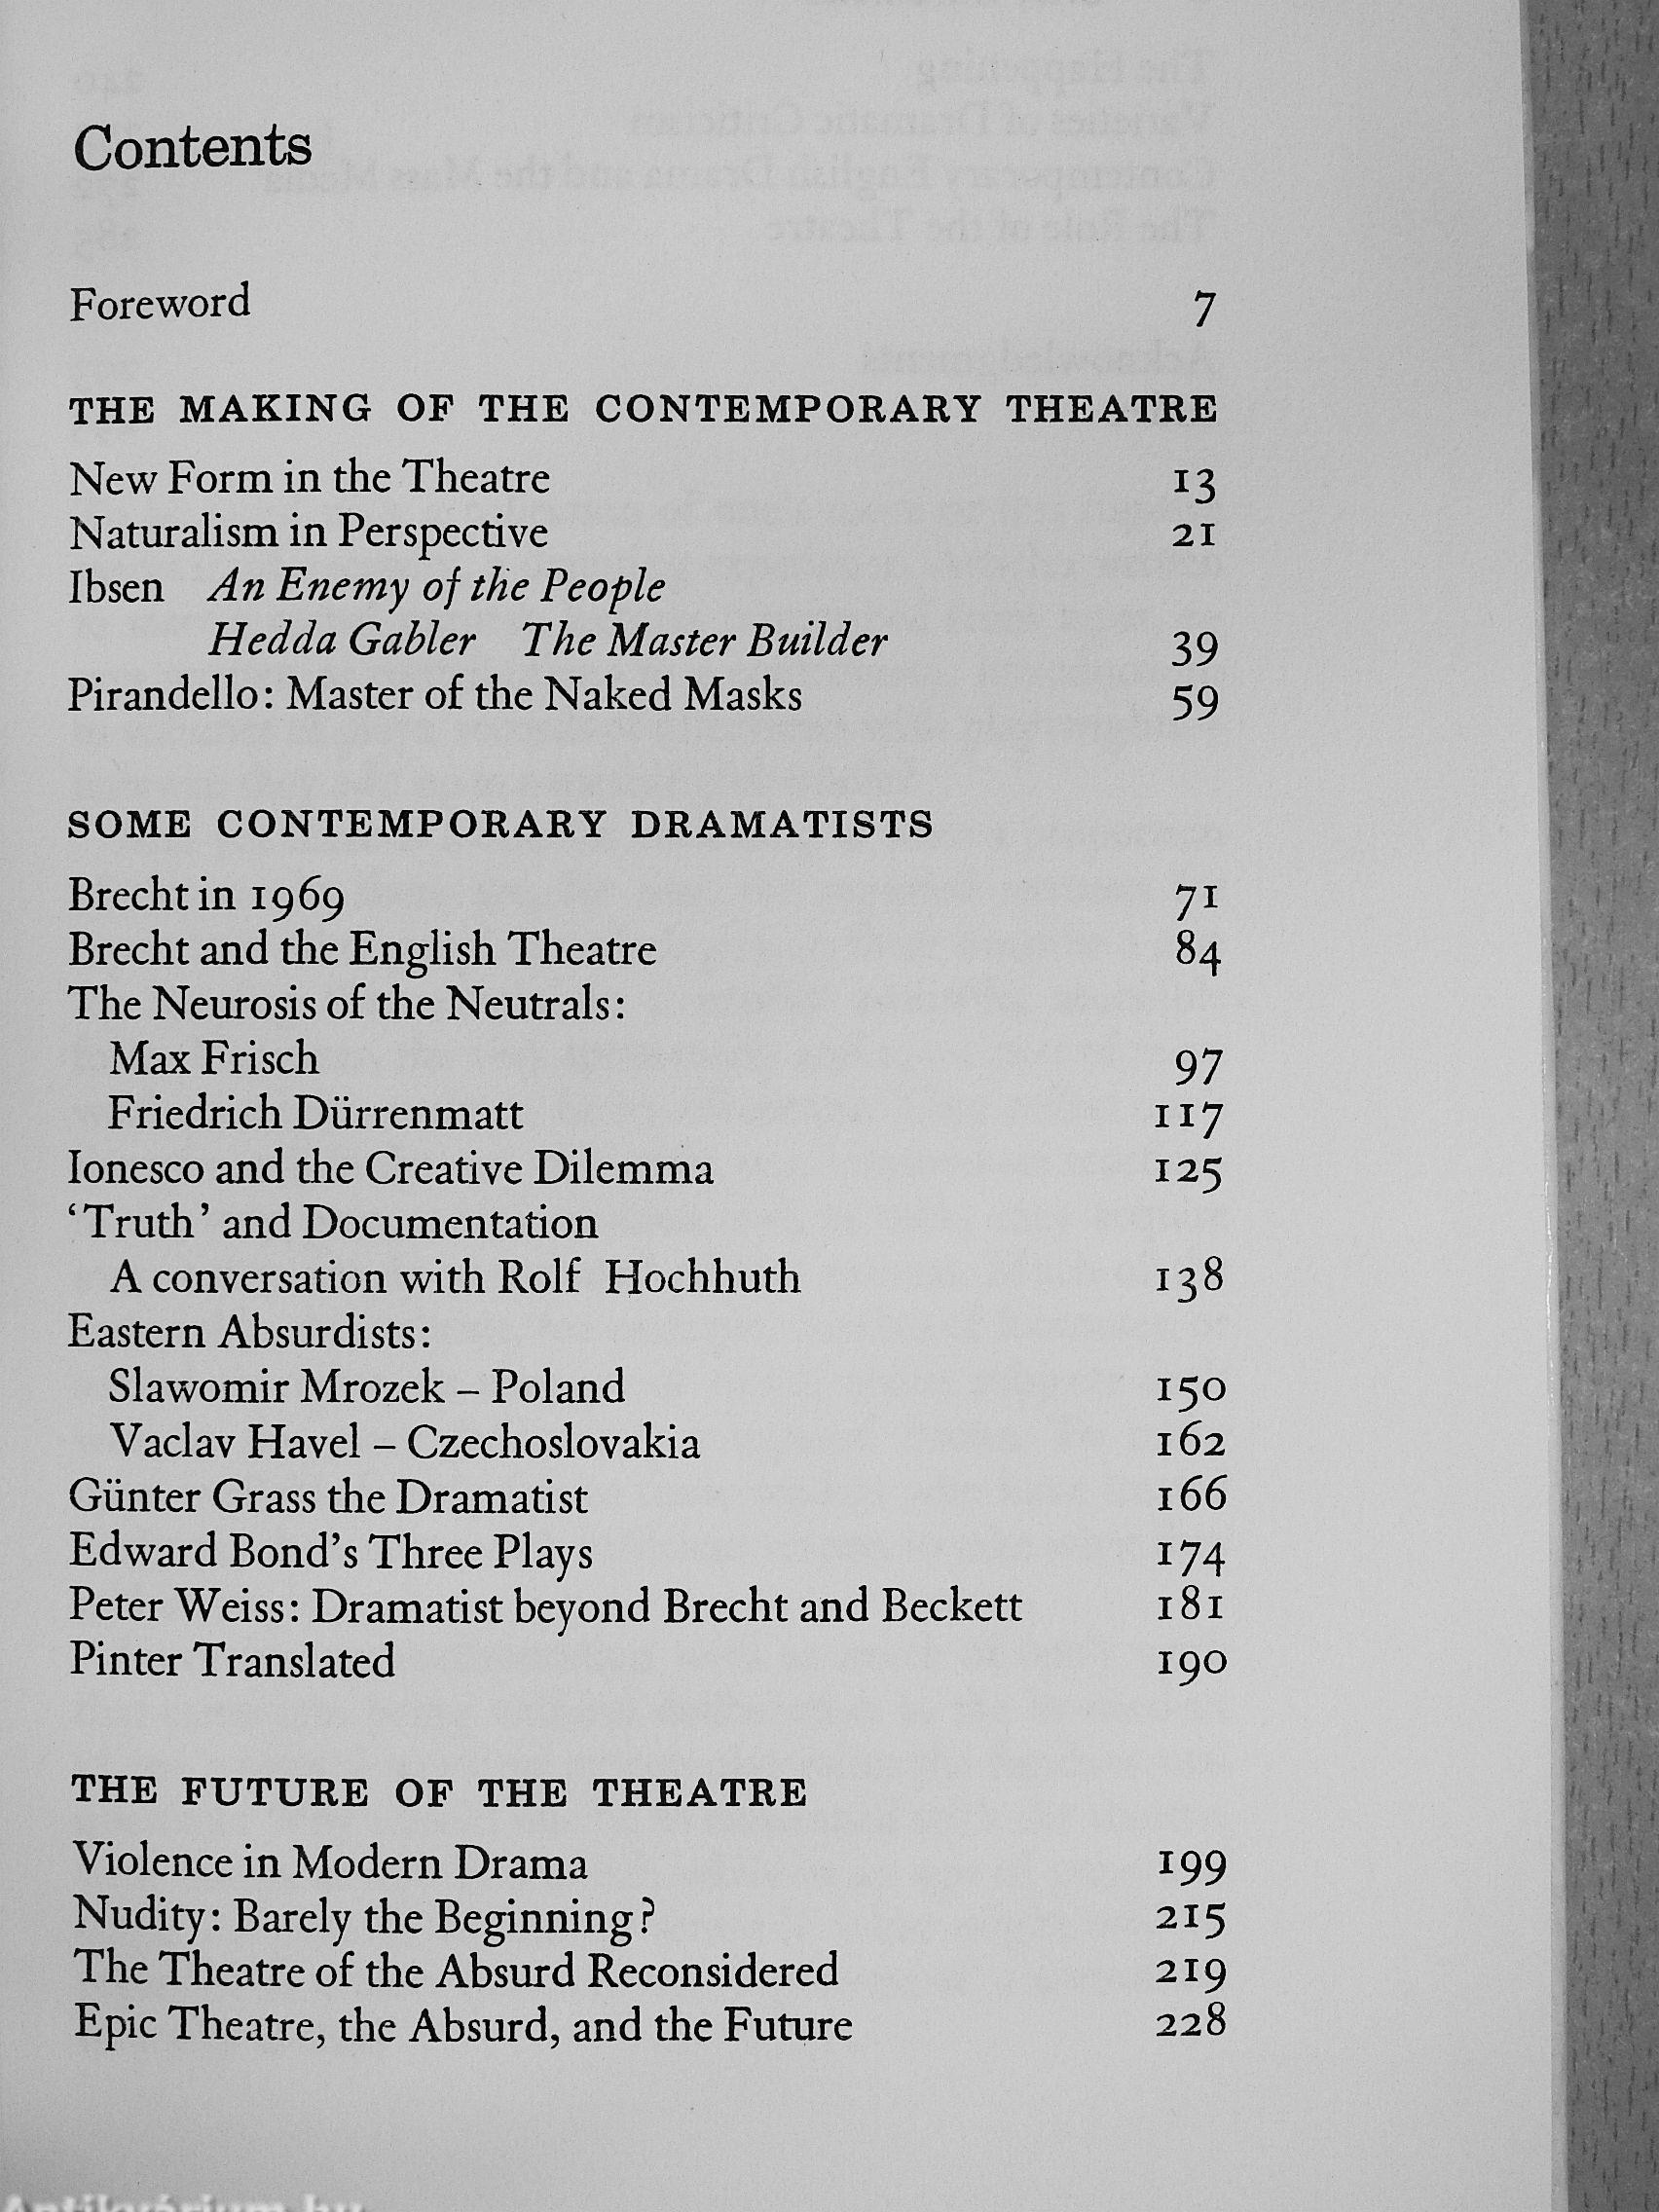 Contents
Foreword 7
THE MAKING OF THE CONTEMPORARY THEATRE
New Form in the Theatre 13
Naturalism in Perspective 21
Ibsen An Enemy of the People
Hedda Gabler The Master Builder 39
Pirandello: Master of the Naked Masks 59
SOME CONTEMPORARY DRAMATISTS
Brecht in 1969 71
Brecht and the English Theatre 84
The Neurosis of the Neutrals:
Max Frisch 97
Friedrich Dürrenmatt 117
Ionesco and the Creative Dilemma 125
‘Truth’ and Documentation
A conversation with Rolf Hochhuth 138
Eastern Absurdists:
Slawomir Mrozek – Poland 150
Vaclav Havel – Czechoslovakia 162
Günter Grass the Dramatist 166
Edward Bond’s Three Plays 174
Peter Weiss: Dramatist beyond Brecht and Beckett 181
Pinter Translated 190
THE FUTURE OF THE THEATRE
Violence in Modern Drama 199
Nudity: Barely the Beginning? 215
The Theatre of the Absurd Reconsidered 219
Epic Theatre, the Absurd, and the Future 228